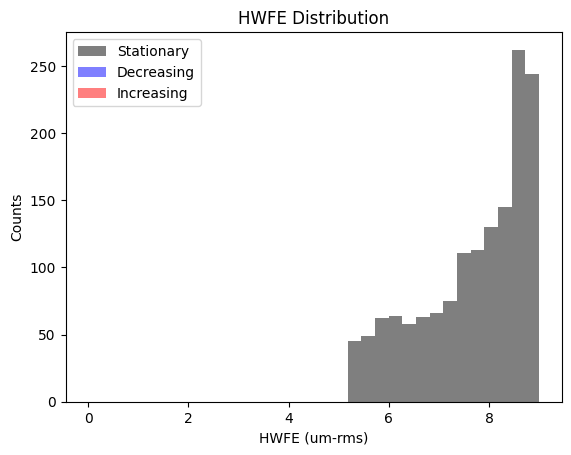 HWFE Distribution
Stationary
Decreasing
Increasing
250
200
150
100
50
0
Counts
0 2 4 6 8
HWFE (um-rms)